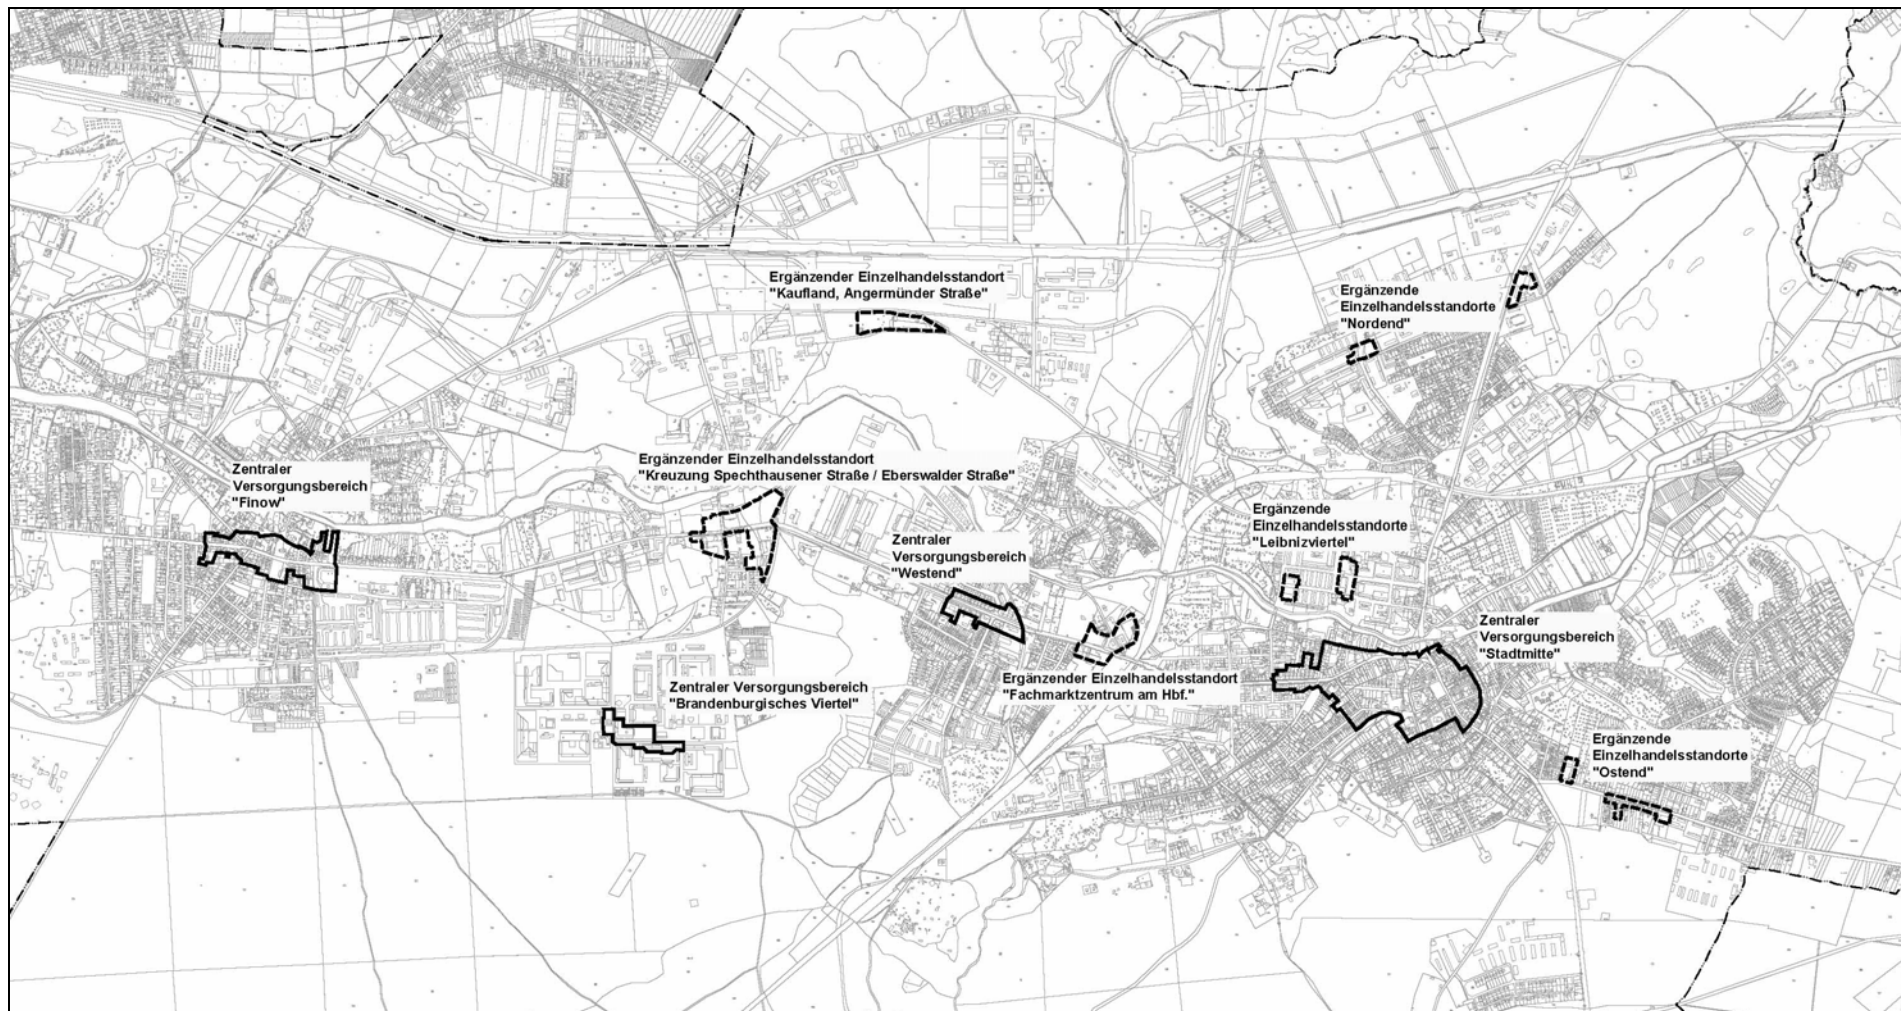 Ergänzender Einzelhandelsstandort
"Kaufland, Angermünder Straße"
Ergänzende
Einzelhandelsstandorte
"Nordend"
Zentraler
Versorgungsbereich
"Finow"
Ergänzender Einzelhandelsstandort
"Kreuzung Spechthausener Straße / Eberswalder Straße"
Zentraler
Versorgungsbereich
"Westend"
Ergänzende
Einzelhandelsstandorte
"Leibnizviertel"
Zentraler
Versorgungsbereich
"Stadtmitte"
Ergänzender Einzelhandelsstandort
"Fachmarktzentrum am Hbf."
Zentraler Versorgungsbereich
"Brandenburgisches Viertel"
Ergänzende
Einzelhandelsstandorte
"Ostend"